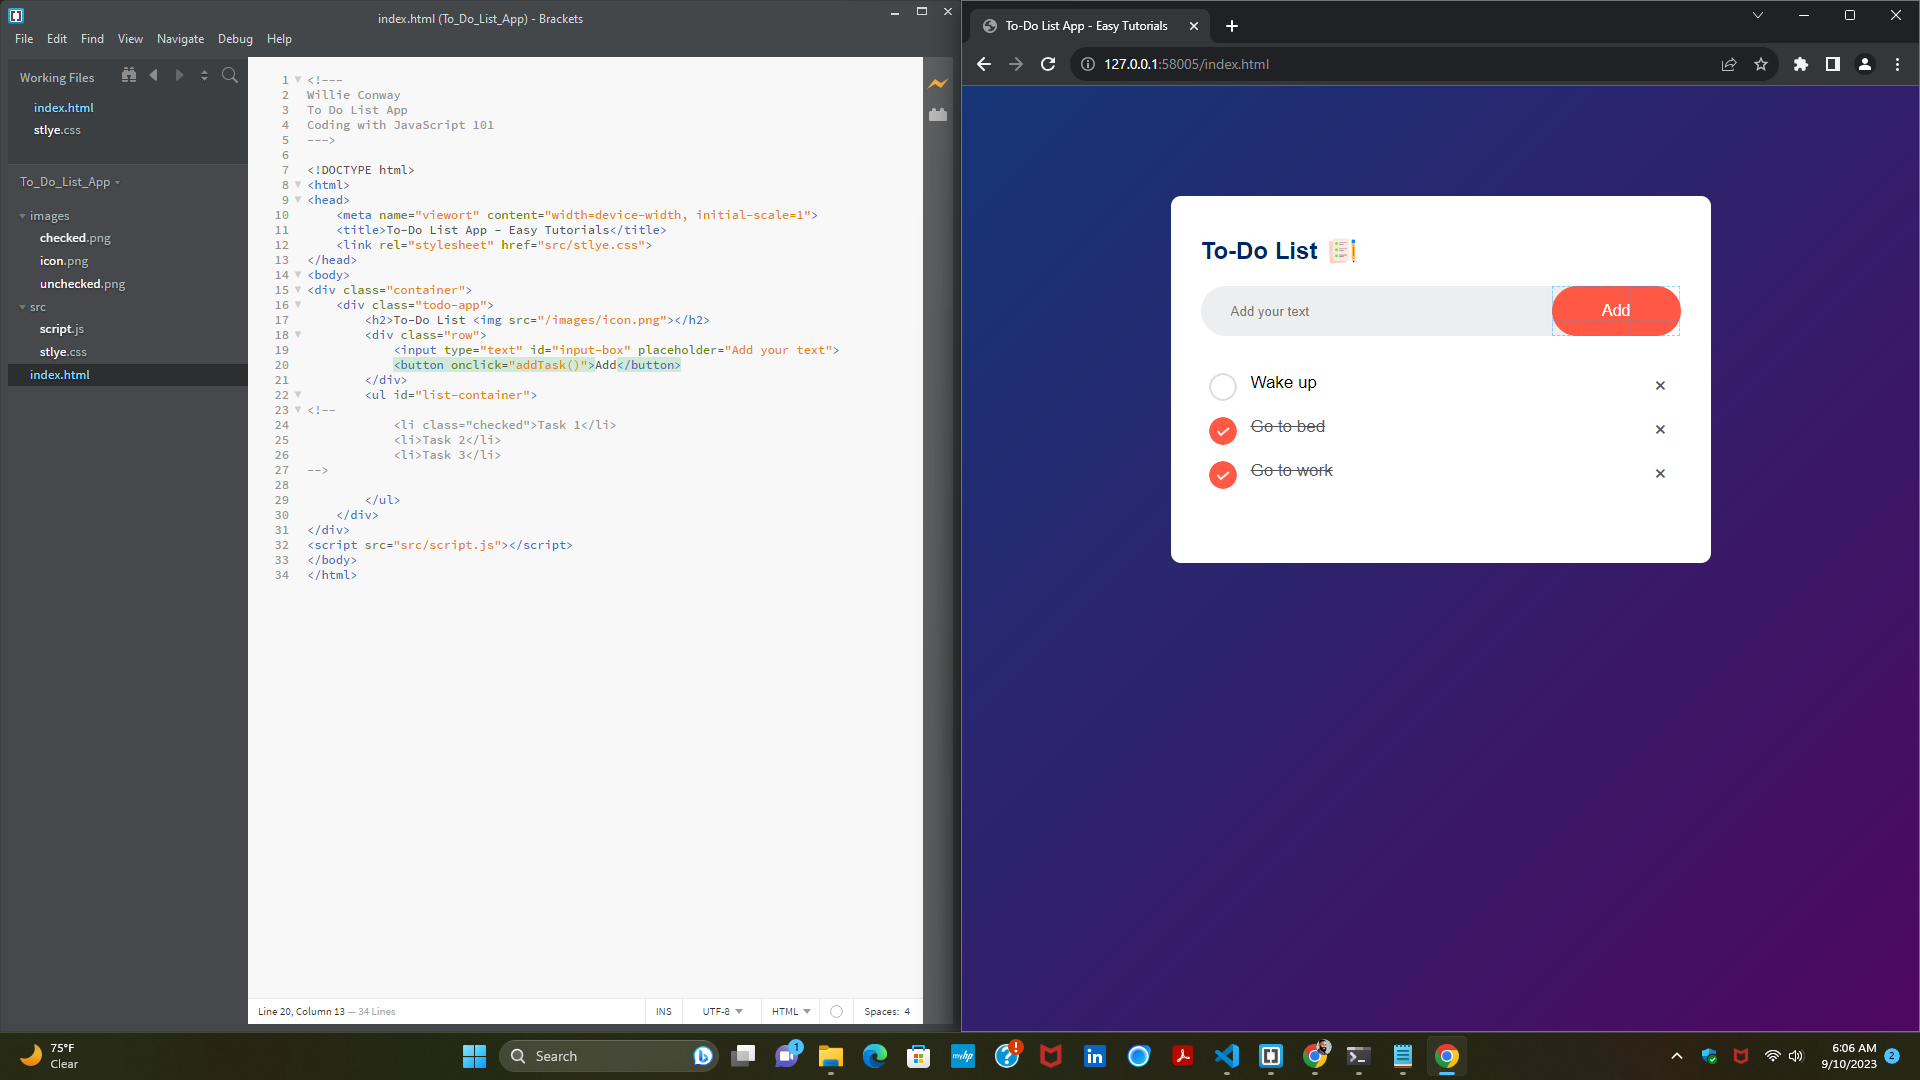 index.html (To_Do_List_App) - Brackets
File Edit Find View Navigate Debug Help
Working Files
index.html
stlye.css
To_Do_List_App
images
checked.png
icon.png
unchecked.png
src
script.js
stlye.css
index.html
1 <!---
2 Willie Conway
3 To Do List App
4 Coding with JavaScript 101
5 --->
6
7 <!DOCTYPE html>
8 <html>
9 <head>
10 <meta name="viewort" content="width=device-width, initial-scale=1">
11 <title>To-Do List App - Easy Tutorials</title>
12 <link rel="stylesheet" href="src/stlye.css">
13 </head>
14 <body>
15 <div class="container">
16 <div class="todo-app">
17 <h2>To-Do List <img src="/images/icon.png"></h2>
18 <div class="row">
19 <input type="text" id="input-box" placeholder="Add your text">
20 <button onclick="addTask()">Add</button>
21 </div>
22 <ul id="list-container">
23 <!--
24 <li class="checked">Task 1</li>
25 <li>Task 2</li>
26 <li>Task 3</li>
27 -->
28
29 </ul>
30 </div>
31 </div>
32 <script src="src/script.js"></script>
33 </body>
34 </html>
Line 20, Column 13 — 34 Lines
INS UTF-8 HTML Spaces: 4
To-Do List App - Easy Tutorials
127.0.0.1:58005/index.html
To-Do List
Add your text
Add
Wake up
Go to bed
Go to work
75°F
Clear
Search
1
myhp
in
6:06 AM
9/10/2023
2